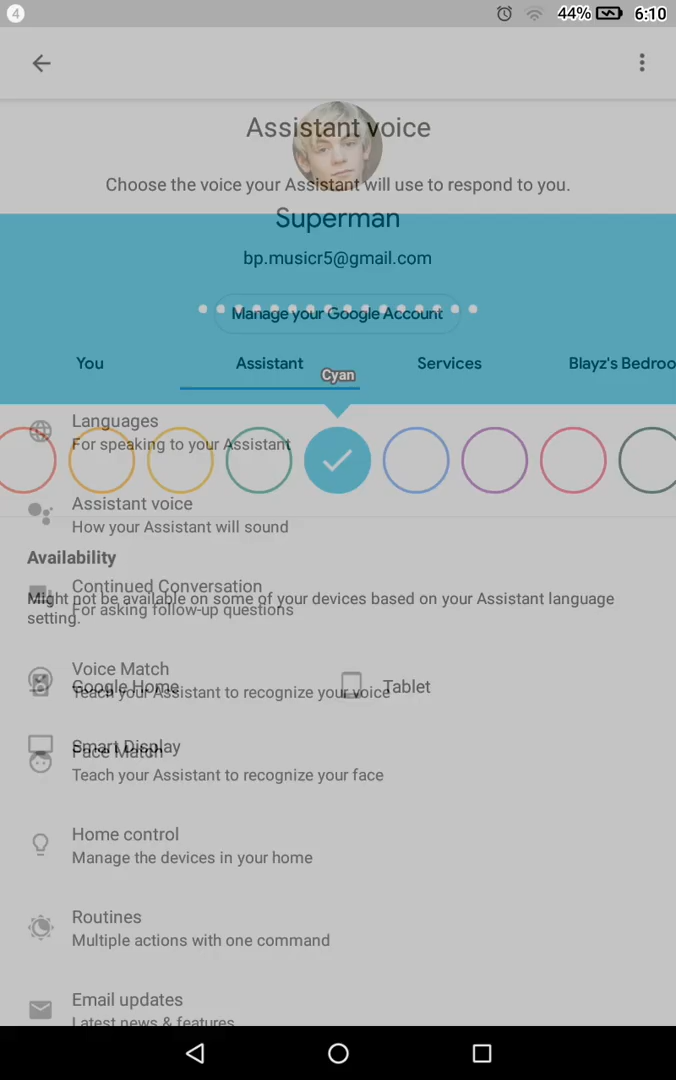 4
44%
6:10
Assistant voice
Choose the voice your Assistant will use to respond to you.
Superman
bp.musicr5@gmail.com
Manage your Google Account
You Assistant Services Blayz's Bedroo
Cyan
Languages
For speaking to your Assistant
Assistant voice
How your Assistant will sound
Availability
Continued Conversation
Might not be available on some of your devices based on your Assistant language
For asking follow-up questions
setting.
Voice Match
Google Home Tablet
Teach your Assistant to recognize your voice
Smart Display
Face Match
Teach your Assistant to recognize your face
Home control
Manage the devices in your home
Routines
Multiple actions with one command
Email updates
Latest news & features